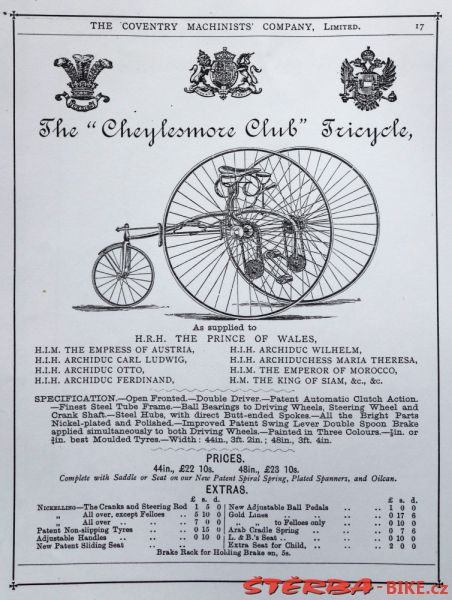 THE COVENTRY MACHINISTS' COMPANY, LIMITED. 17
The "Cheylesmore Club" Tricycle,
As supplied to
H.R.H. THE PRINCE OF WALES,
H.I.M. THE EMPRESS OF AUSTRIA, H.I.H. ARCHIDUC WILHELM,
H.I.H. ARCHIDUC CARL LUDWIG, H.I.H. ARCHIDUCHESS MARIA THERESA,
H.I.H. ARCHIDUC OTTO, H.I.M. THE EMPEROR OF MOROCCO,
H.I.H. ARCHIDUC FERDINAND, H.M. THE KING OF SIAM, &c., &c.
SPECIFICATION.—Open Fronted.—Double Driver.—Patent Automatic Clutch Action.
—Finest Steel Tube Frame.—Ball Bearings to Driving Wheels, Steering Wheel and
Crank Shaft.—Steel Hubs, with direct Butt-ended Spokes.—All the Bright Parts
Nickel-plated and Polished.—Improved Patent Swing Lever Double Spoon Brake
applied simultaneously to both Driving Wheels.—Painted in Three Colours.—⅝in. or
¾in. best Moulded Tyres.—Width: 44in., 3ft. 2in.; 48in., 3ft. 4in.
PRICES.
44in., £22 10s. 48in., £23 10s.
Complete with Saddle or Seat on our New Patent Spiral Spring, Plated Spanners, and Oilcan.
EXTRAS.
£ s. d. £ s. d.
NICKELLING—The Cranks and Steering Rod 1 5 0 New Adjustable Ball Pedals .. .. 1 0 0
" All over, except Felloes .. 5 10 0 Gold Lines .. .. .. .. 0 17 6
" All over .. .. .. 7 0 0 " to Felloes only .. .. 0 10 0
Patent Non-slipping Tyres .. .. 0 15 0 Arab Cradle Spring .. .. .. 0 7 6
Adjustable Handles .. .. .. 0 10 0 L. & B.'s Seat .. .. .. .. 0 10 0
New Patent Sliding Seat .. .. .. Extra Seat for Child, .. .. .. 2 0 0
Brake Rack for Holding Brake on, 5s.
ŠTĚRBA-BIKE.cz